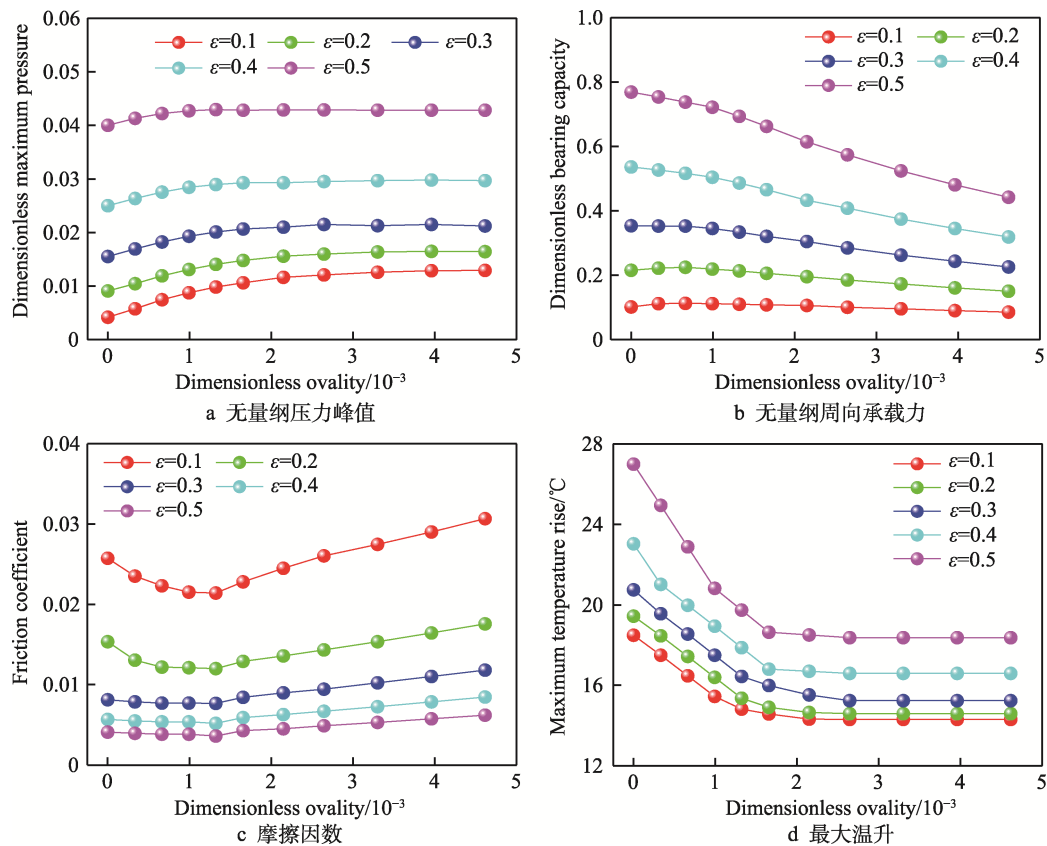 0.06
0.05
0.04
0.03
0.02
0.01
0
Dimensionless maximum pressure
ε=0.1 ε=0.2 ε=0.3
ε=0.4 ε=0.5
0 1 2 3 4 5
Dimensionless ovality/10⁻³
a 无量纲压力峰值
1.0
0.8
0.6
0.4
0.2
0
Dimensionless bearing capacity
ε=0.1 ε=0.2
ε=0.3 ε=0.4
ε=0.5
0 1 2 3 4 5
Dimensionless ovality/10⁻³
b 无量纲周向承载力
0.04
0.03
0.02
0.01
0
Friction coefficient
ε=0.1 ε=0.2
ε=0.3 ε=0.4
ε=0.5
0 1 2 3 4 5
Dimensionless ovality/10⁻³
c 摩擦因数
28
24
20
16
12
Maximum temperature rise/℃
ε=0.1
ε=0.2
ε=0.3
ε=0.4
ε=0.5
0 1 2 3 4 5
Dimensionless ovality/10⁻³
d 最大温升